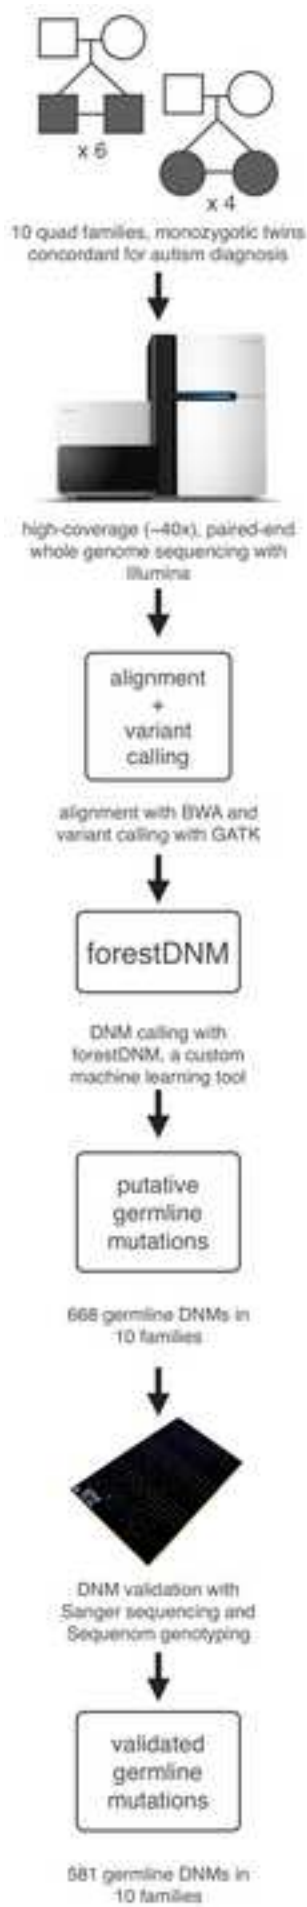 x 6
x 4
10 quad families, monozygotic twins
concordant for autism diagnosis
high-coverage (~40x), paired-end
whole genome sequencing with
Illumina
alignment
+
variant
calling
alignment with BWA and
variant calling with GATK
forestDNM
DNM calling with
forestDNM, a custom
machine learning tool
putative
germline
mutations
668 germline DNMs in
10 families
DNM validation with
Sanger sequencing and
Sequenom genotyping
validated
germline
mutations
581 germline DNMs in
10 families